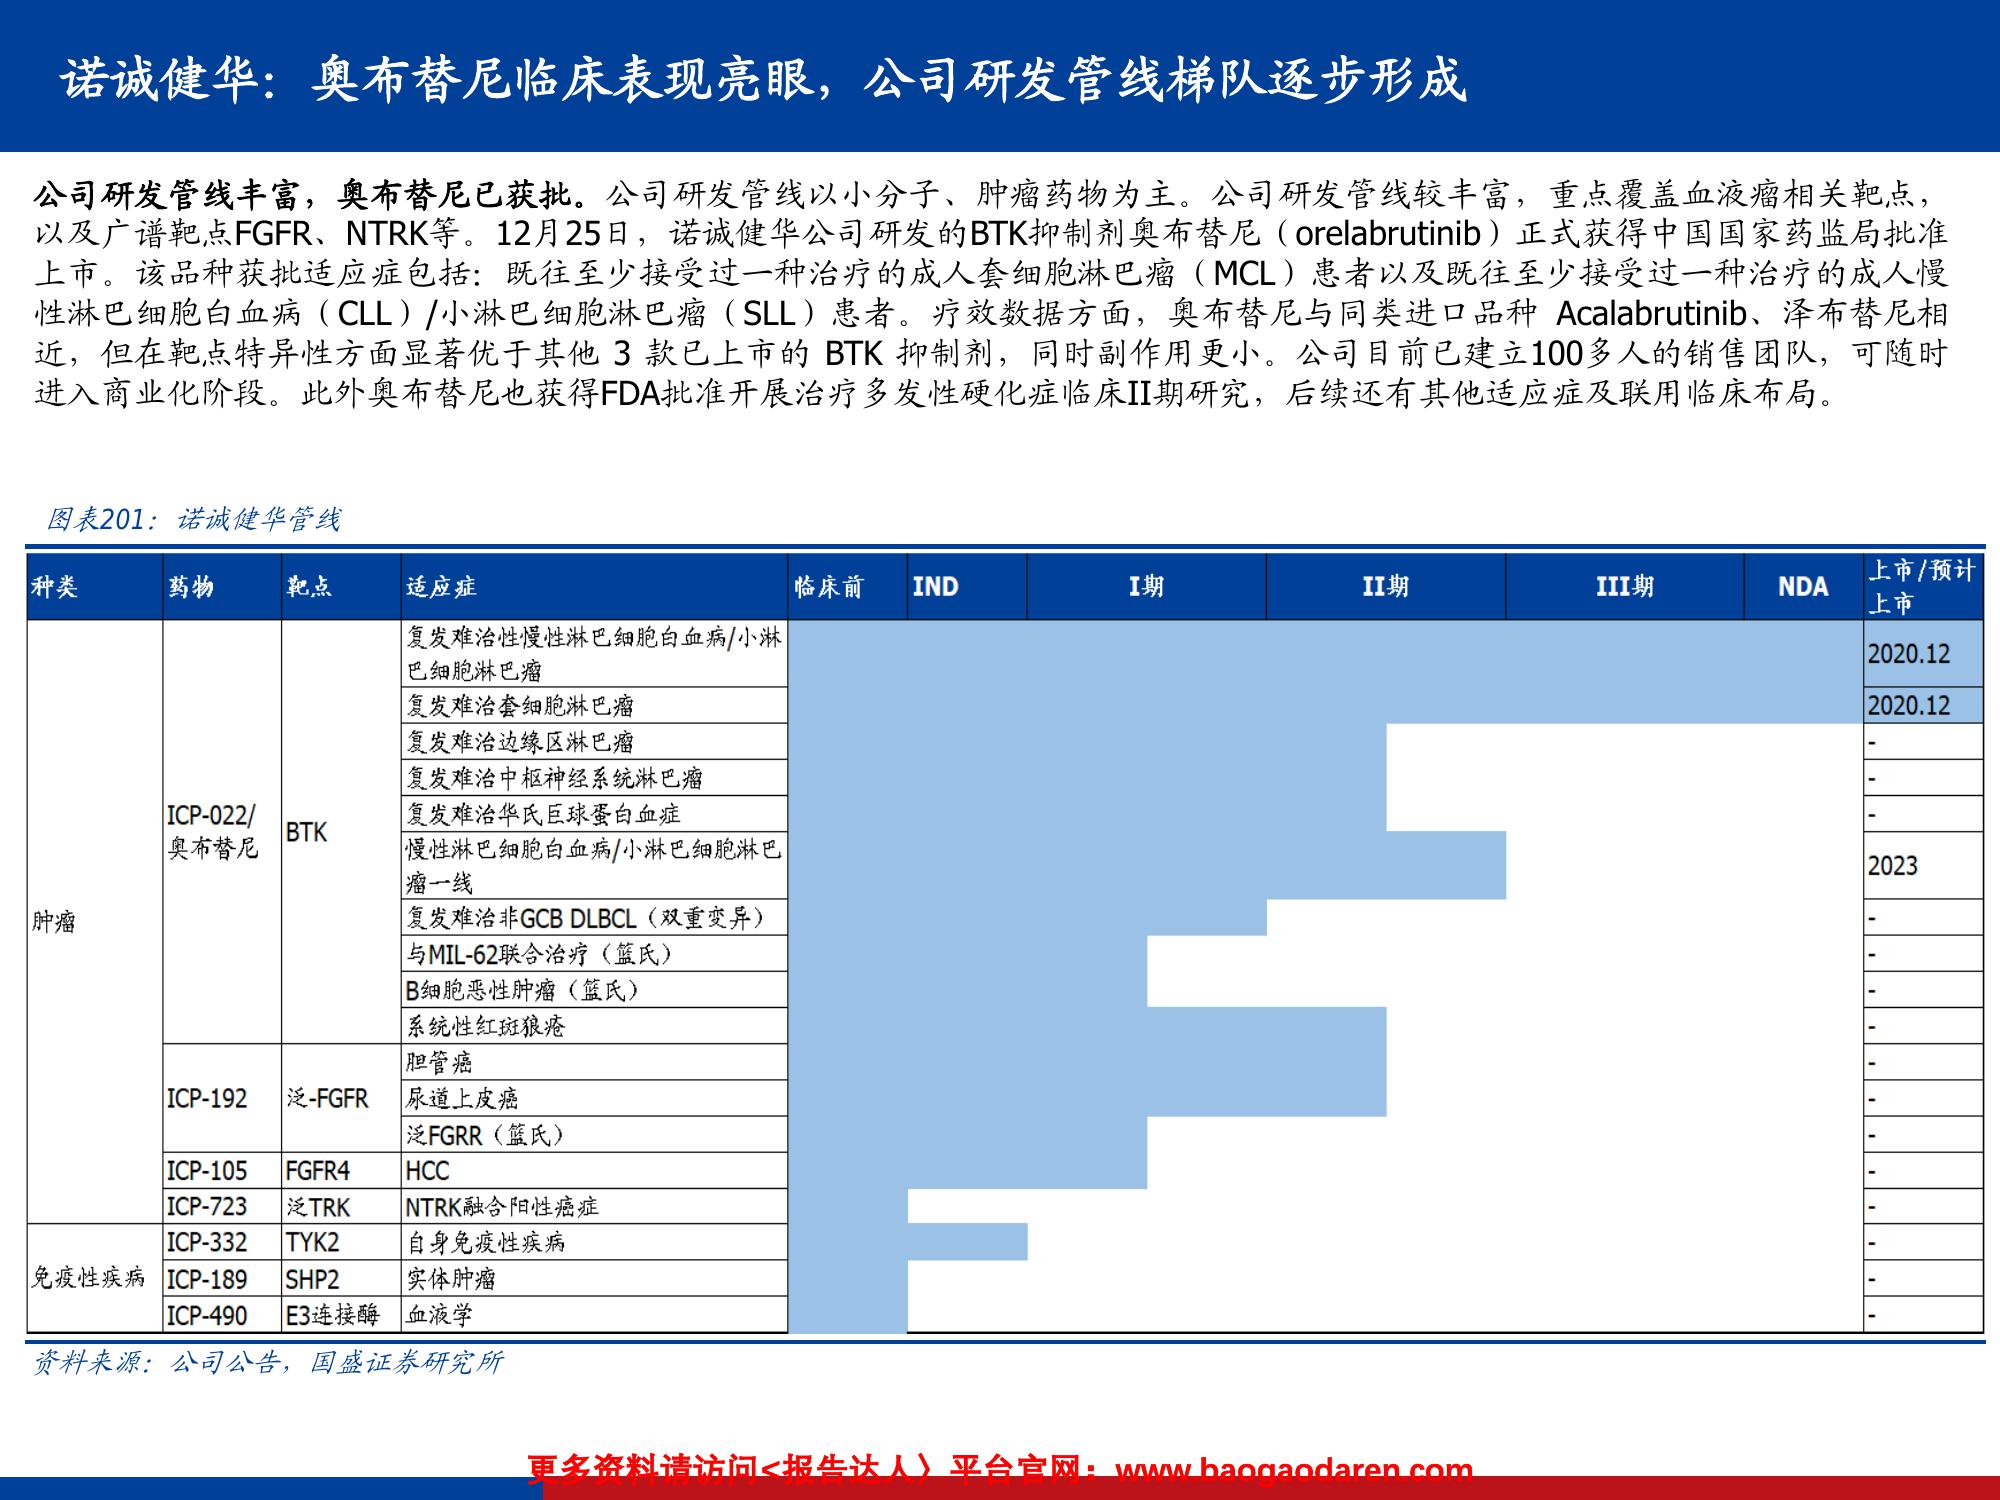 诺诚健华：奥布替尼临床表现亮眼，公司研发管线梯队逐步形成
公司研发管线丰富，奥布替尼已获批。公司研发管线以小分子、肿瘤药物为主。公司研发管线较丰富，重点覆盖血液瘤相关靶点，
以及广谱靶点FGFR、NTRK等。12月25日，诺诚健华公司研发的BTK抑制剂奥布替尼（orelabrutinib）正式获得中国国家药监局批准
上市。该品种获批适应症包括：既往至少接受过一种治疗的成人套细胞淋巴瘤（MCL）患者以及既往至少接受过一种治疗的成人慢
性淋巴细胞白血病（CLL）/小淋巴细胞淋巴瘤（SLL）患者。疗效数据方面，奥布替尼与同类进口品种 Acalabrutinib、泽布替尼相
近，但在靶点特异性方面显著优于其他 3 款已上市的 BTK 抑制剂，同时副作用更小。公司目前已建立100多人的销售团队，可随时
进入商业化阶段。此外奥布替尼也获得FDA批准开展治疗多发性硬化症临床II期研究，后续还有其他适应症及联用临床布局。
图表201：诺诚健华管线
种类 药物 靶点 适应症 临床前 IND I期 II期 III期 NDA 上市/预计
上市
复发难治性慢性淋巴细胞白血病/小淋
巴细胞淋巴瘤 2020.12
复发难治套细胞淋巴瘤 2020.12
复发难治边缘区淋巴瘤 -
复发难治中枢神经系统淋巴瘤 -
ICP-022/
奥布替尼 BTK
复发难治华氏巨球蛋白血症 -
慢性淋巴细胞白血病/小淋巴细胞淋巴
瘤一线 2023
肿瘤
复发难治非GCB DLBCL（双重变异） -
与MIL-62联合治疗（篮氏） -
B细胞恶性肿瘤（篮氏） -
系统性红斑狼疮 -
胆管癌 -
ICP-192 泛-FGFR 尿道上皮癌 -
泛FGRR（篮氏） -
ICP-105 FGFR4 HCC -
ICP-723 泛TRK NTRK融合阳性癌症 -
ICP-332 TYK2 自身免疫性疾病 -
免疫性疾病 ICP-189 SHP2 实体肿瘤 -
ICP-490 E3连接酶 血液学 -
资料来源：公司公告，国盛证券研究所
更多资料请访问<报告达人〉平台官网：www.baogaodaren.com